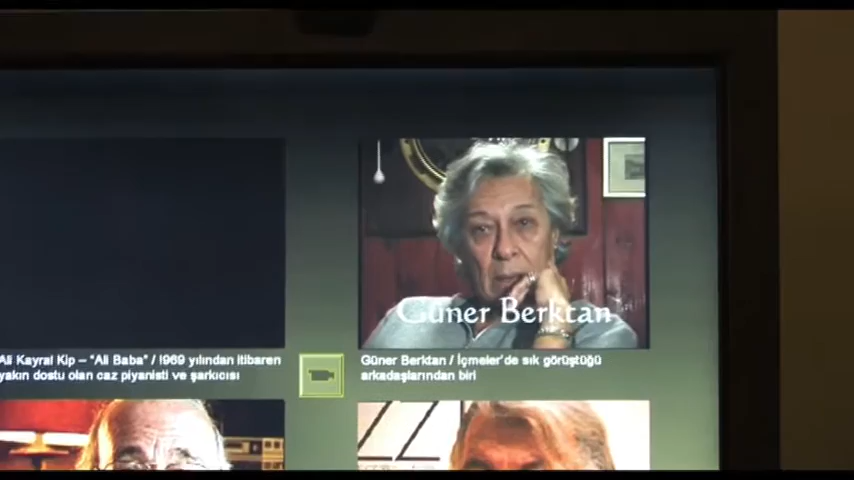 Güner Berktan
Ali Kayral Kip – "Ali Baba" / 1969 yılından itibaren
yakın dostu olan caz piyanisti ve şarkıcısı
Güner Berktan / İçmeler'de sık görüştüğü
arkadaşlarından biri